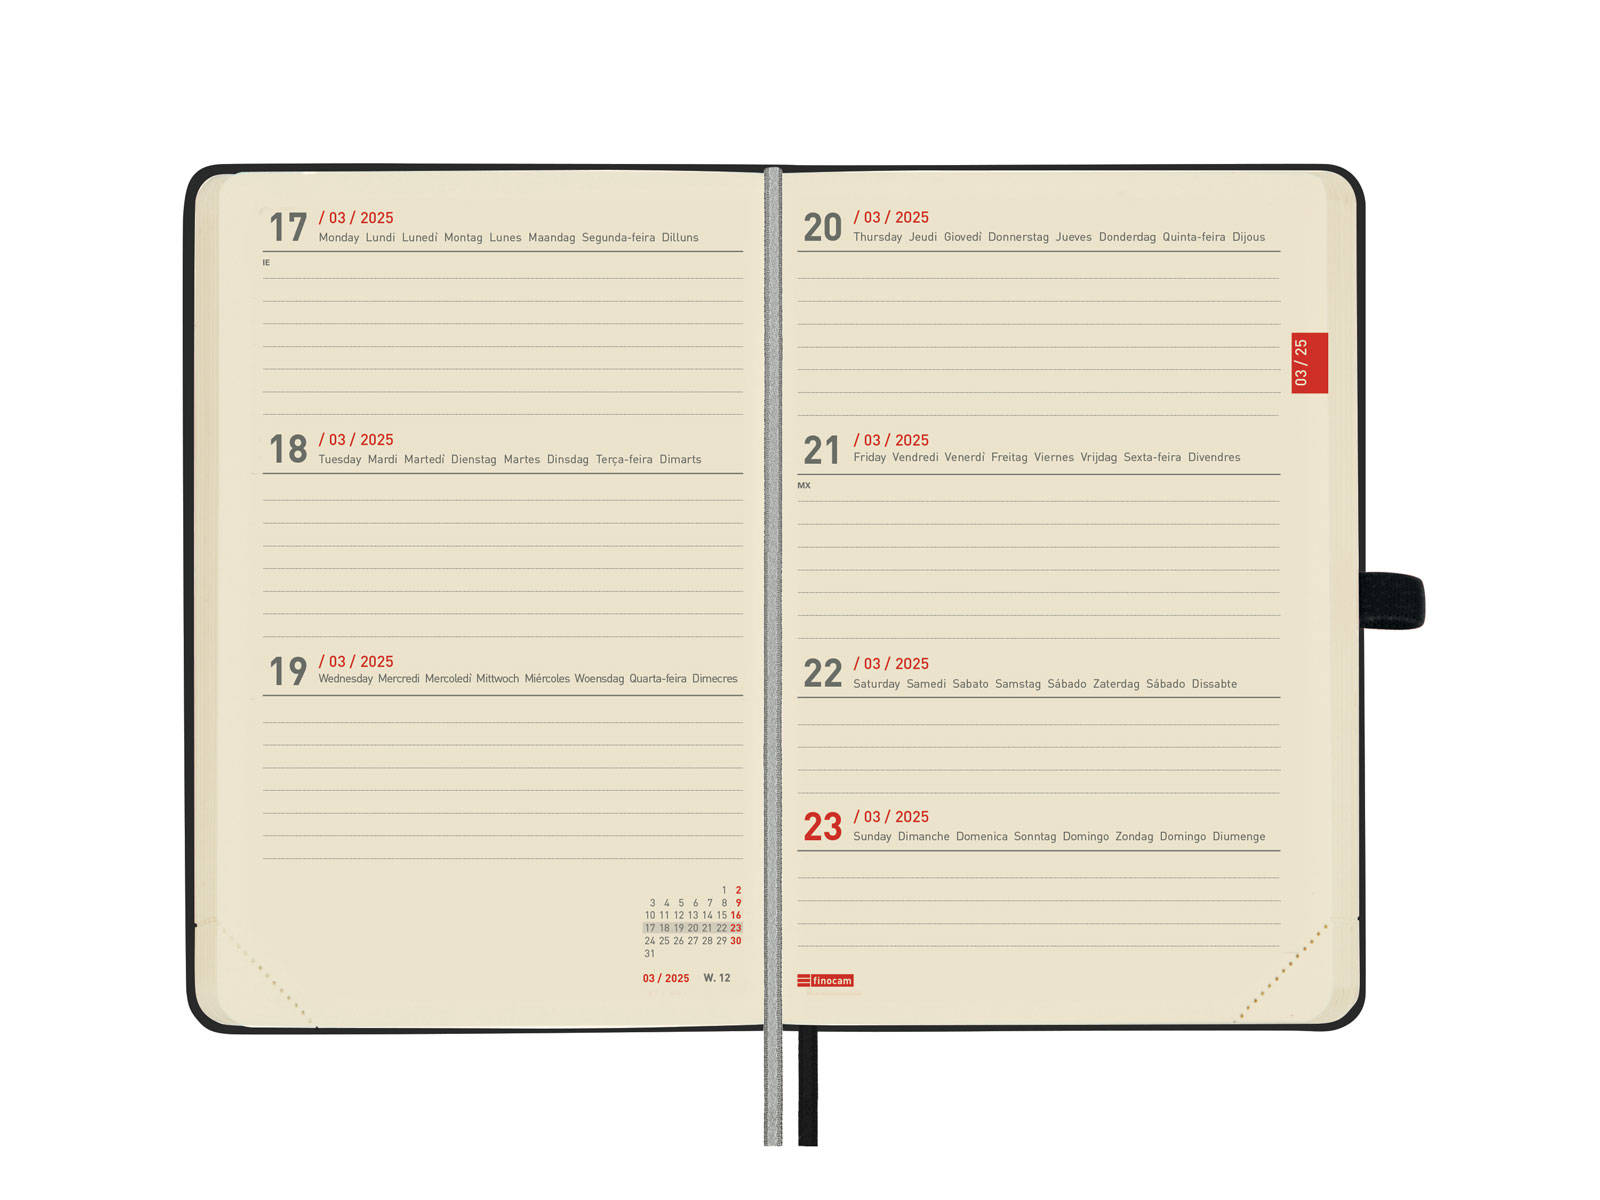 17 / 03 / 2025
Monday Lundi Lunedì Montag Lunes Maandag Segunda-feira Dilluns
IE
18 / 03 / 2025
Tuesday Mardi Martedì Dienstag Martes Dinsdag Terça-feira Dimarts
19 / 03 / 2025
Wednesday Mercredi Mercoledì Mittwoch Miércoles Woensdag Quarta-feira Dimecres
1 2
3 4 5 6 7 8 9
10 11 12 13 14 15 16
17 18 19 20 21 22 23
24 25 26 27 28 29 30
31
03 / 2025 W. 12
20 / 03 / 2025
Thursday Jeudi Giovedì Donnerstag Jueves Donderdag Quinta-feira Dijous
03 / 25
21 / 03 / 2025
Friday Vendredi Venerdì Freitag Viernes Vrijdag Sexta-feira Divendres
MX
22 / 03 / 2025
Saturday Samedi Sabato Samstag Sábado Zaterdag Sábado Dissabte
23 / 03 / 2025
Sunday Dimanche Domenica Sonntag Domingo Zondag Domingo Diumenge
finocam